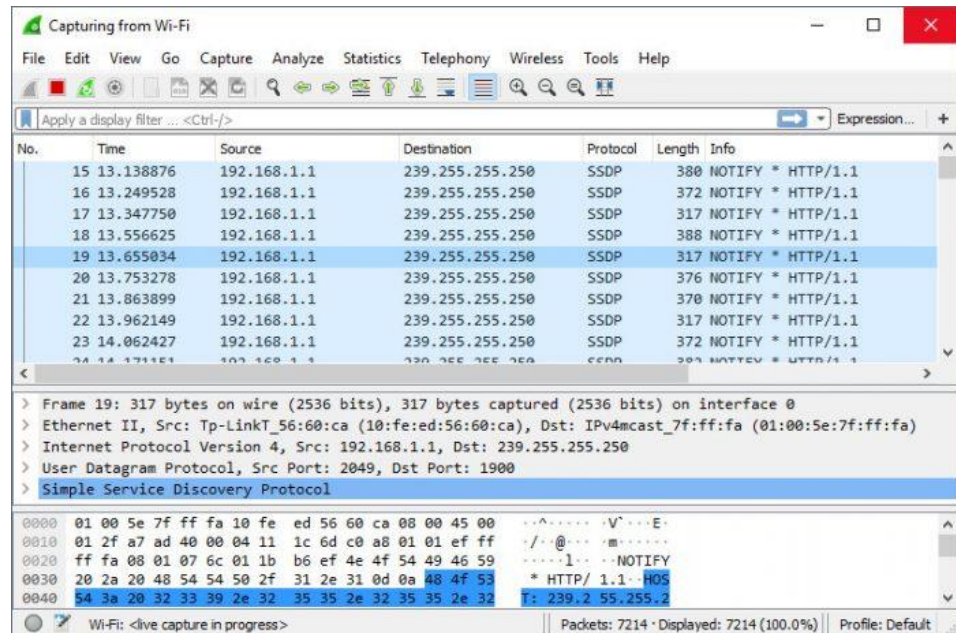 Capturing from Wi-Fi
File Edit View Go Capture Analyze Statistics Telephony Wireless Tools Help
Apply a display filter ... <Ctrl-/> Expression... +
No. Time Source Destination Protocol Length Info
15 13.138876 192.168.1.1 239.255.255.250 SSDP 380 NOTIFY * HTTP/1.1
16 13.249528 192.168.1.1 239.255.255.250 SSDP 372 NOTIFY * HTTP/1.1
17 13.347750 192.168.1.1 239.255.255.250 SSDP 317 NOTIFY * HTTP/1.1
18 13.556625 192.168.1.1 239.255.255.250 SSDP 388 NOTIFY * HTTP/1.1
19 13.655034 192.168.1.1 239.255.255.250 SSDP 317 NOTIFY * HTTP/1.1
20 13.753278 192.168.1.1 239.255.255.250 SSDP 376 NOTIFY * HTTP/1.1
21 13.863899 192.168.1.1 239.255.255.250 SSDP 370 NOTIFY * HTTP/1.1
22 13.962149 192.168.1.1 239.255.255.250 SSDP 317 NOTIFY * HTTP/1.1
23 14.062427 192.168.1.1 239.255.255.250 SSDP 372 NOTIFY * HTTP/1.1
24 14.171151 192.168.1.1 239.255.255.250 SSDP 382 NOTIFY * HTTP/1.1
> Frame 19: 317 bytes on wire (2536 bits), 317 bytes captured (2536 bits) on interface 0
> Ethernet II, Src: Tp-LinkT_56:60:ca (10:fe:ed:56:60:ca), Dst: IPv4mcast_7f:ff:fa (01:00:5e:7f:ff:fa)
> Internet Protocol Version 4, Src: 192.168.1.1, Dst: 239.255.255.250
> User Datagram Protocol, Src Port: 2049, Dst Port: 1900
> Simple Service Discovery Protocol
0000 01 00 5e 7f ff fa 10 fe ed 56 60 ca 08 00 45 00 ··^····· ·V`···E·
0010 01 2f a7 ad 40 00 04 11 1c 6d c0 a8 01 01 ef ff ·/··@··· ·m······
0020 ff fa 08 01 07 6c 01 1b b6 ef 4e 4f 54 49 46 59 ·····l·· ··NOTIFY
0030 20 2a 20 48 54 54 50 2f 31 2e 31 0d 0a 48 4f 53 * HTTP/ 1.1··HOS
0040 54 3a 20 32 33 39 2e 32 35 35 2e 32 35 35 2e 32 T: 239.2 55.255.2
Wi-Fi: <live capture in progress> Packets: 7214 · Displayed: 7214 (100.0%) Profile: Default